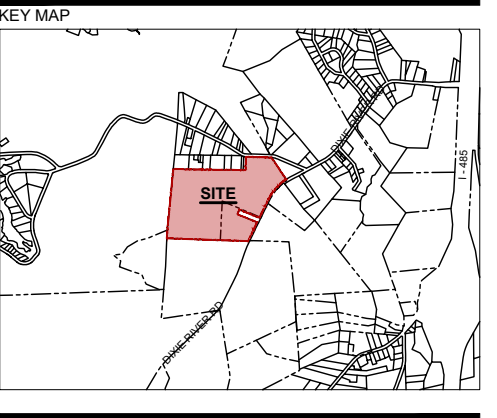 KEY MAP
DIXIE RIVER RD
I - 485
SITE
DIXIE RIVER RD